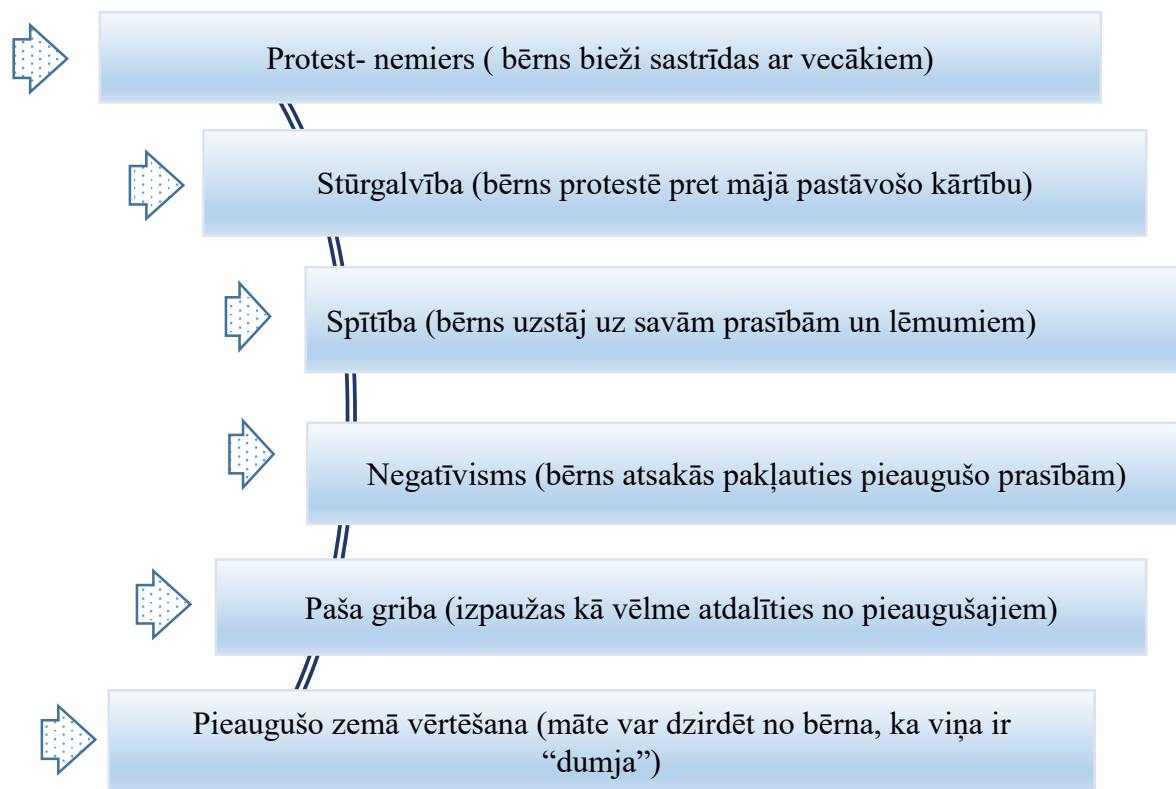 Protest- nemiers ( bērns bieži sastrīdas ar vecākiem)
Stūrgalvība (bērns protestē pret mājā pastāvošo kārtību)
Spītība (bērns uzstāj uz savām prasībām un lēmumiem)
Negatīvisms (bērns atsakās pakļauties pieaugušo prasībām)
Paša griba (izpaužas kā vēlme atdalīties no pieaugušajiem)
Pieaugušo zemā vērtēšana (māte var dzirdēt no bērna, ka viņa ir
“dumja”)